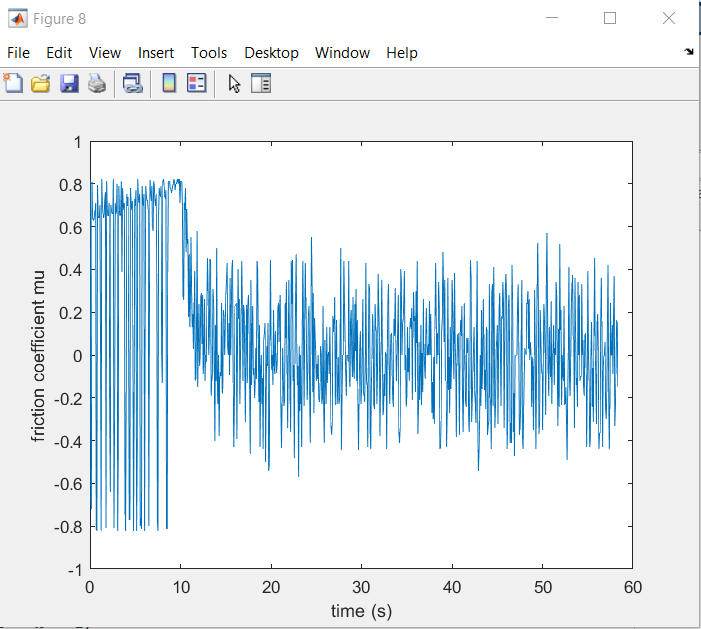 Figure 8
File Edit View Insert Tools Desktop Window Help
1
0.8
0.6
0.4
0.2
0
-0.2
-0.4
-0.6
-0.8
-1
friction coefficient mu
0 10 20 30 40 50 60
time (s)